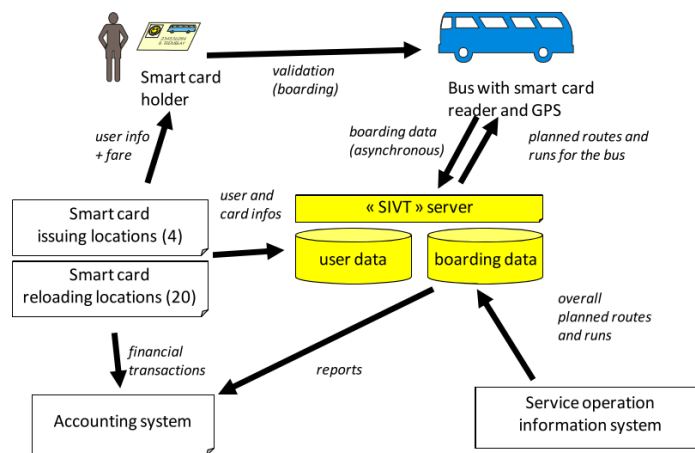 Smart card
holder
validation
(boarding)
Bus with smart card
reader and GPS
user info
+ fare
boarding data
(asynchronous)
planned routes and
runs for the bus
Smart card
issuing locations (4)
user and
card infos
« SIVT » server
Smart card
reloading locations (20)
user data
boarding data
overall
planned routes
and runs
financial
transactions
reports
Accounting system
Service operation
information system